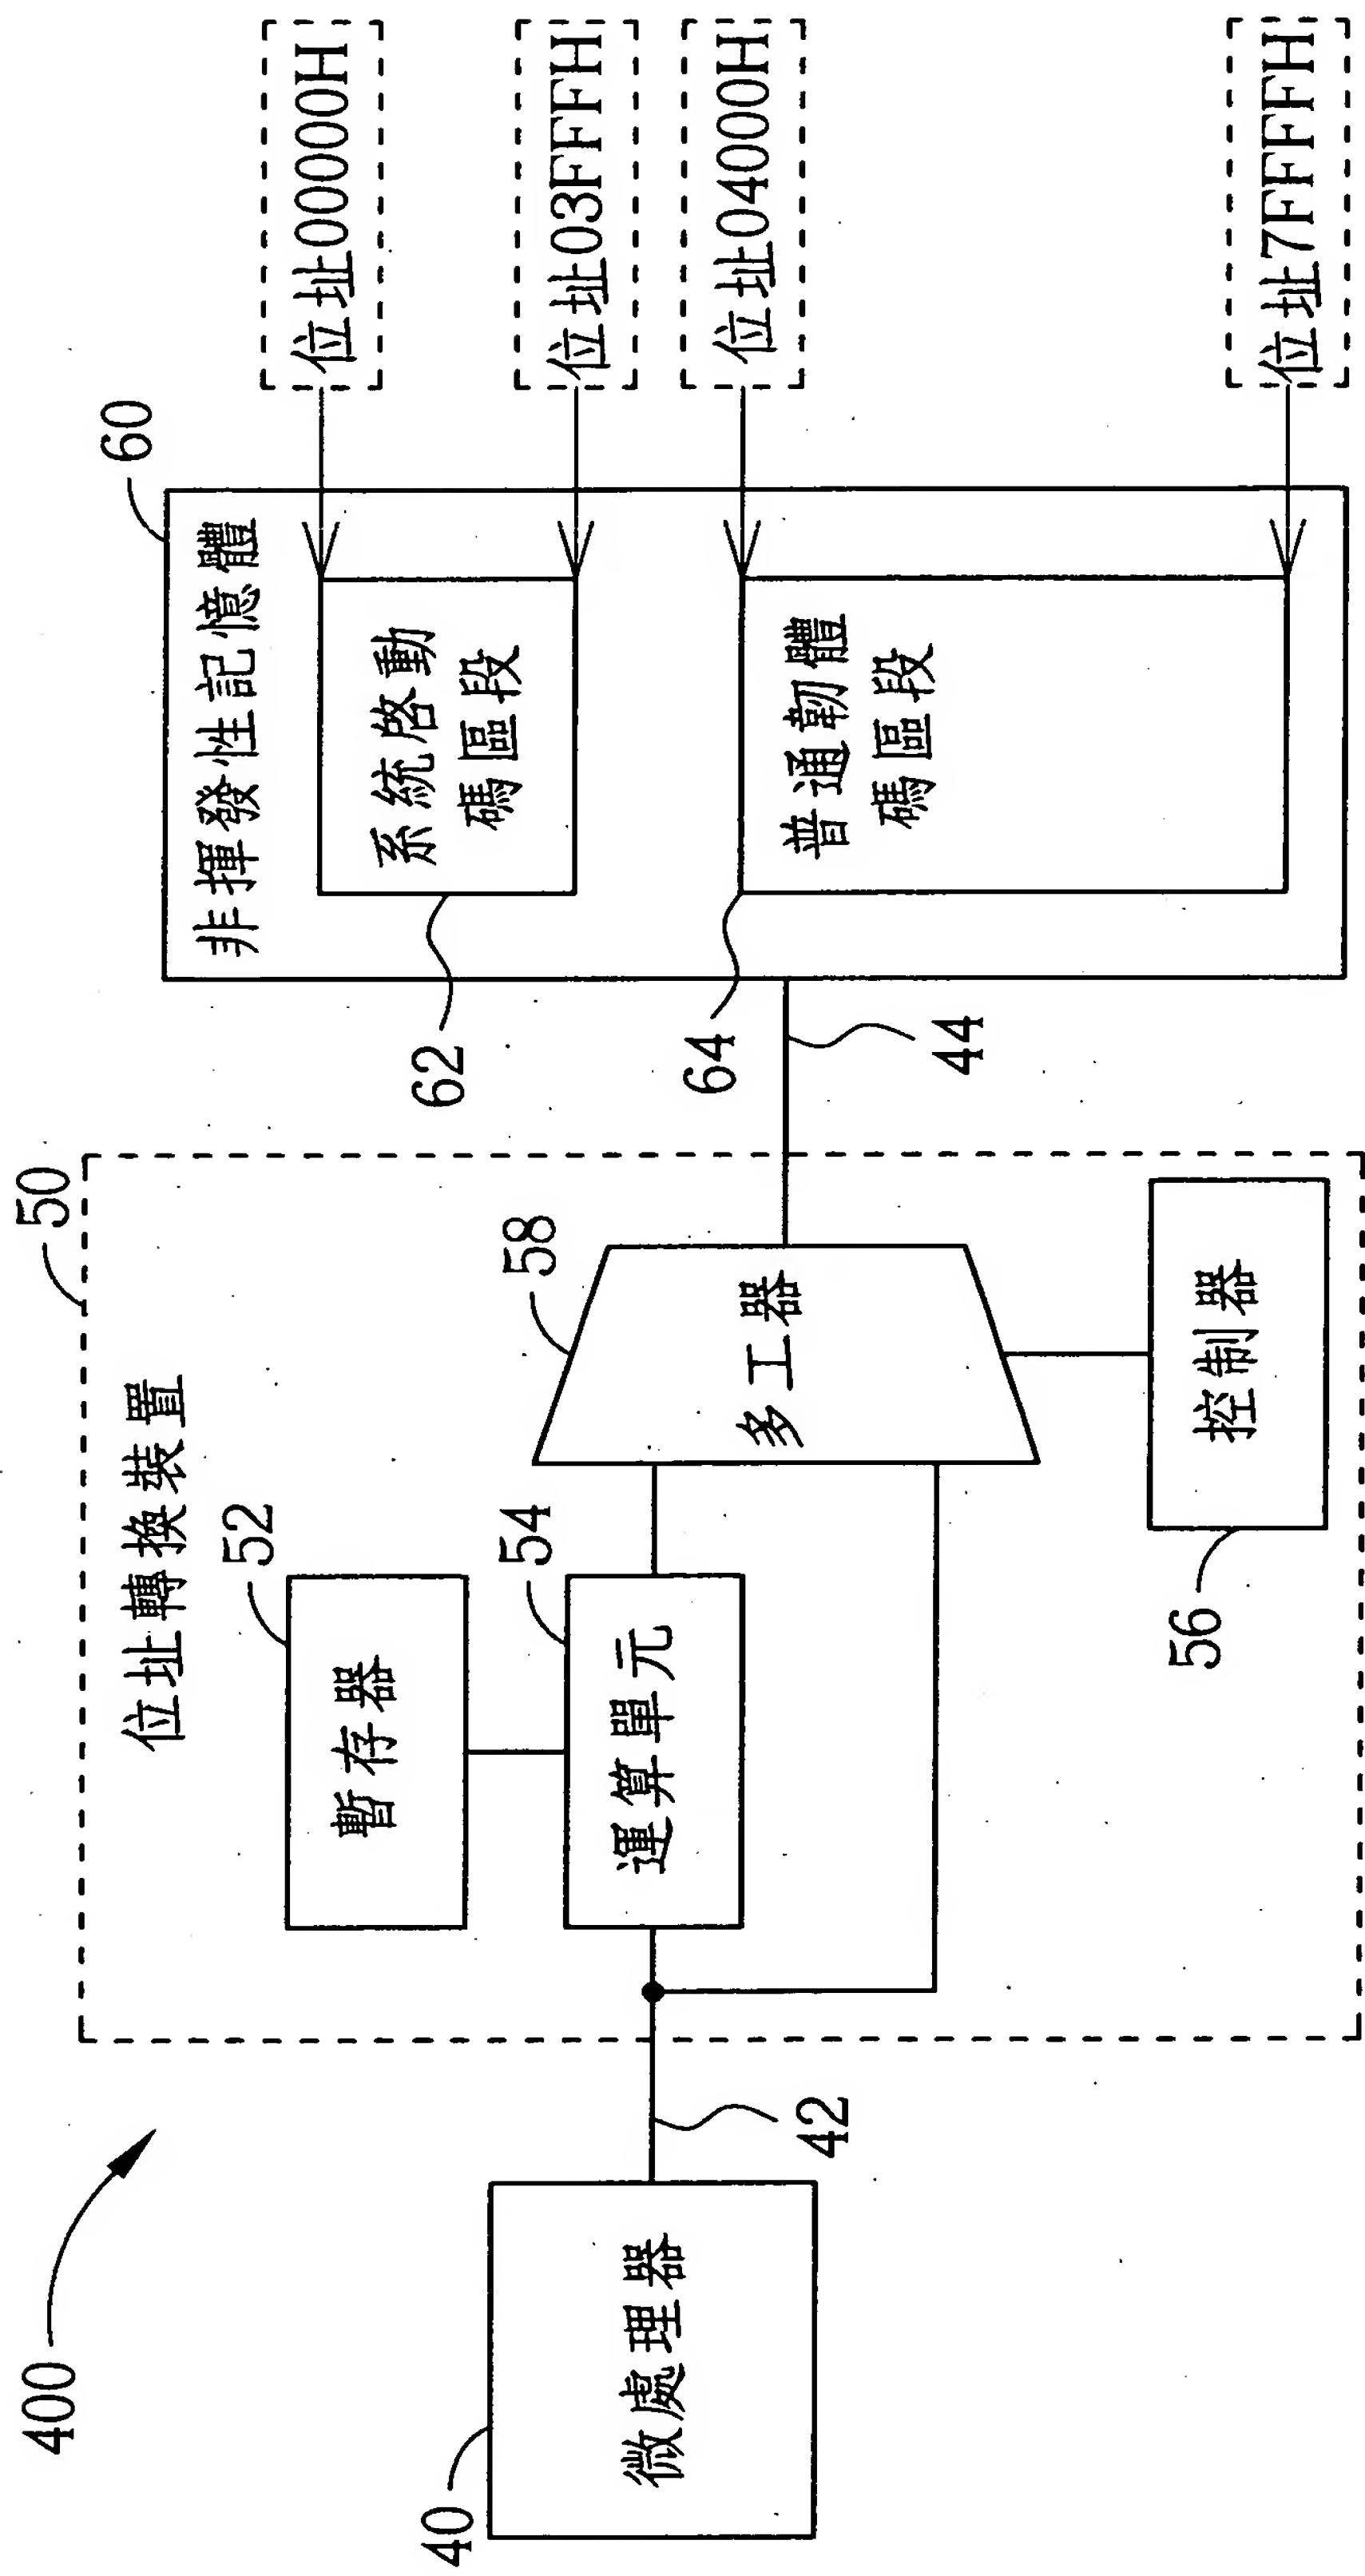 400
50
60
位址轉換裝置
非揮發性記憶體
位址00000H
52
暫存器
系統啓動
碼區段
62
位址03FFFH
40
微處理器
42
54
運算單元
58
多工器
44
64
普通韌體
碼區段
位址04000H
56
控制器
位址7FFFFH